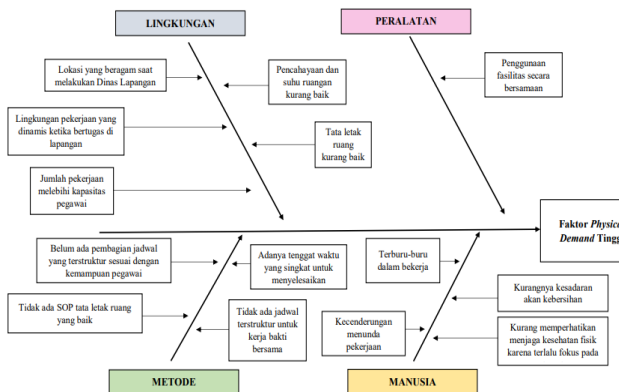 LINGKUNGAN
PERALATAN
Lokasi yang beragam saat
melakukan Dinas Lapangan
Pencahayaan dan
suhu ruangan
kurang baik
Penggunaan
fasilitas secara
bersamaan
Lingkungan pekerjaan yang
dinamis ketika bertugas di
lapangan
Tata letak
ruang
kurang baik
Jumlah pekerjaan
melebihi kapasitas
pegawai
Faktor Physica
Demand Tingg
Belum ada pembagian jadwal
yang terstruktur sesuai dengan
kemampuan pegawai
Adanya tenggat waktu
yang singkat untuk
menyelesaikan
Terburu-buru
dalam bekerja
Kurangnya kesadaran
akan kebersihan
Tidak ada SOP tata letak ruang
yang baik
Tidak ada jadwal
terstruktur untuk
kerja bakti
bersama
Kecenderungan
menunda
pekerjaan
Kurang memperhatikan
menjaga kesehatan fisik
karena terlalu fokus pada
METODE
MANUSIA